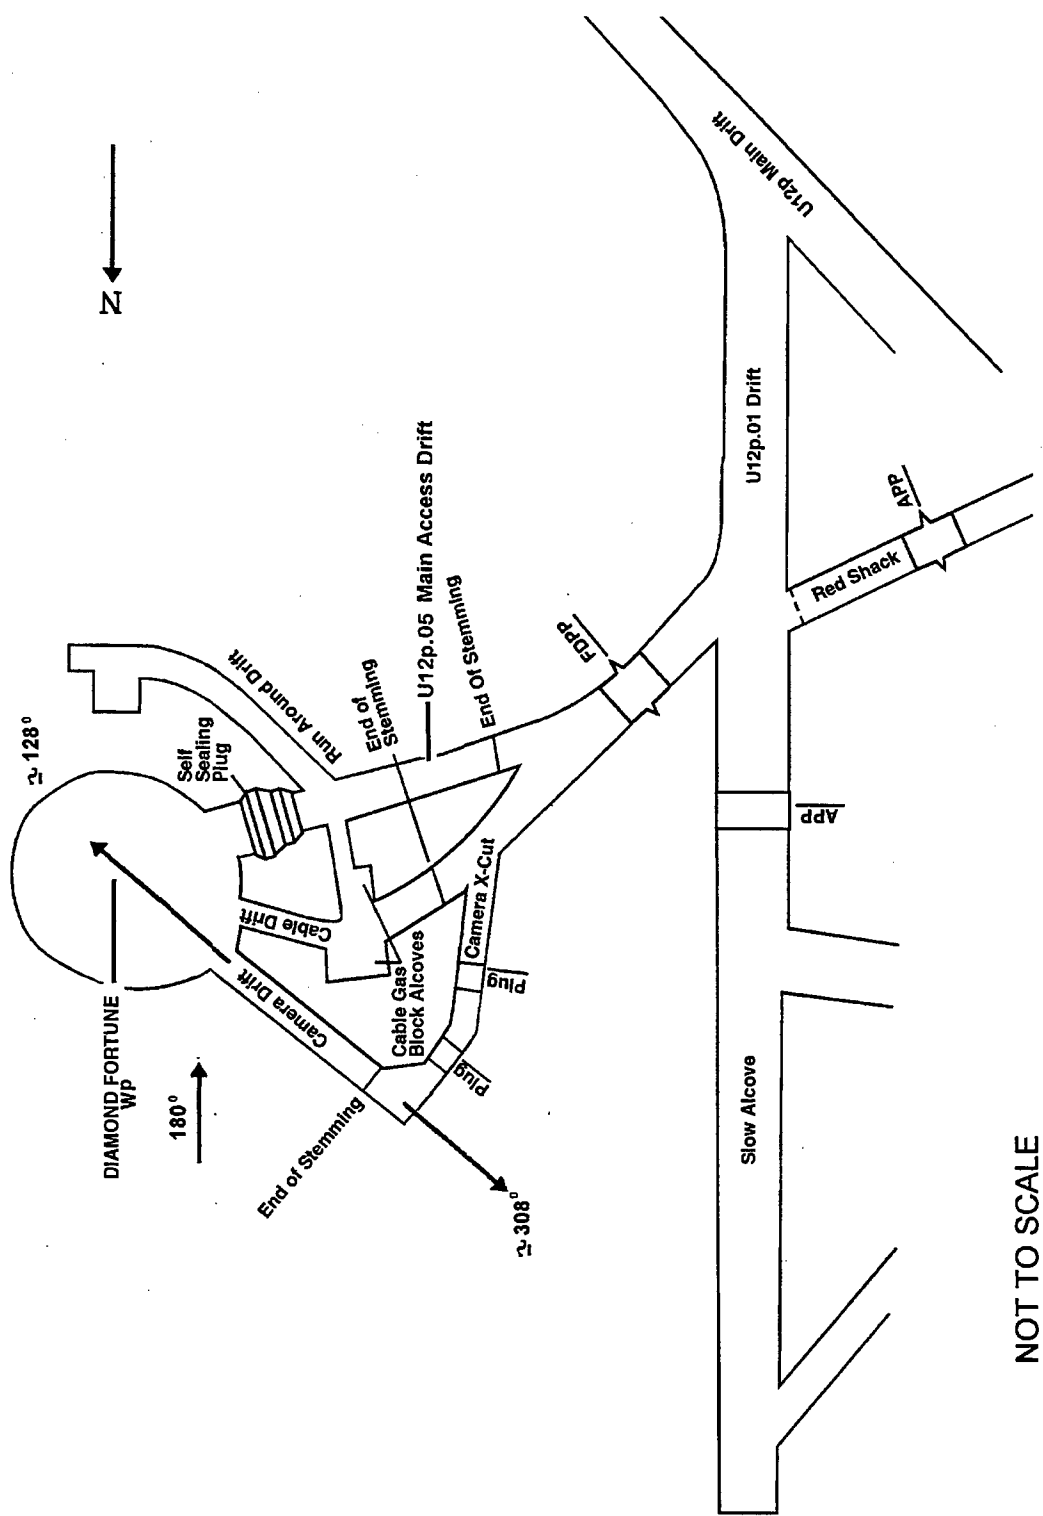 N
U12p Main Drift
U12p.01 Drift
APP
Red Shack
FDPP
U12p.05 Main Access Drift
End Of Stemming
End of
Stemming
Run Around Drift
Self
Sealing
Plug
≈ 128°
Cable Drift
Camera Drift
Camera X-Cut
Plug
Plug
Cable Gas
Block Alcoves
APP
DIAMOND FORTUNE
WP
180°
End of Stemming
≈ 308°
Slow Alcove
NOT TO SCALE